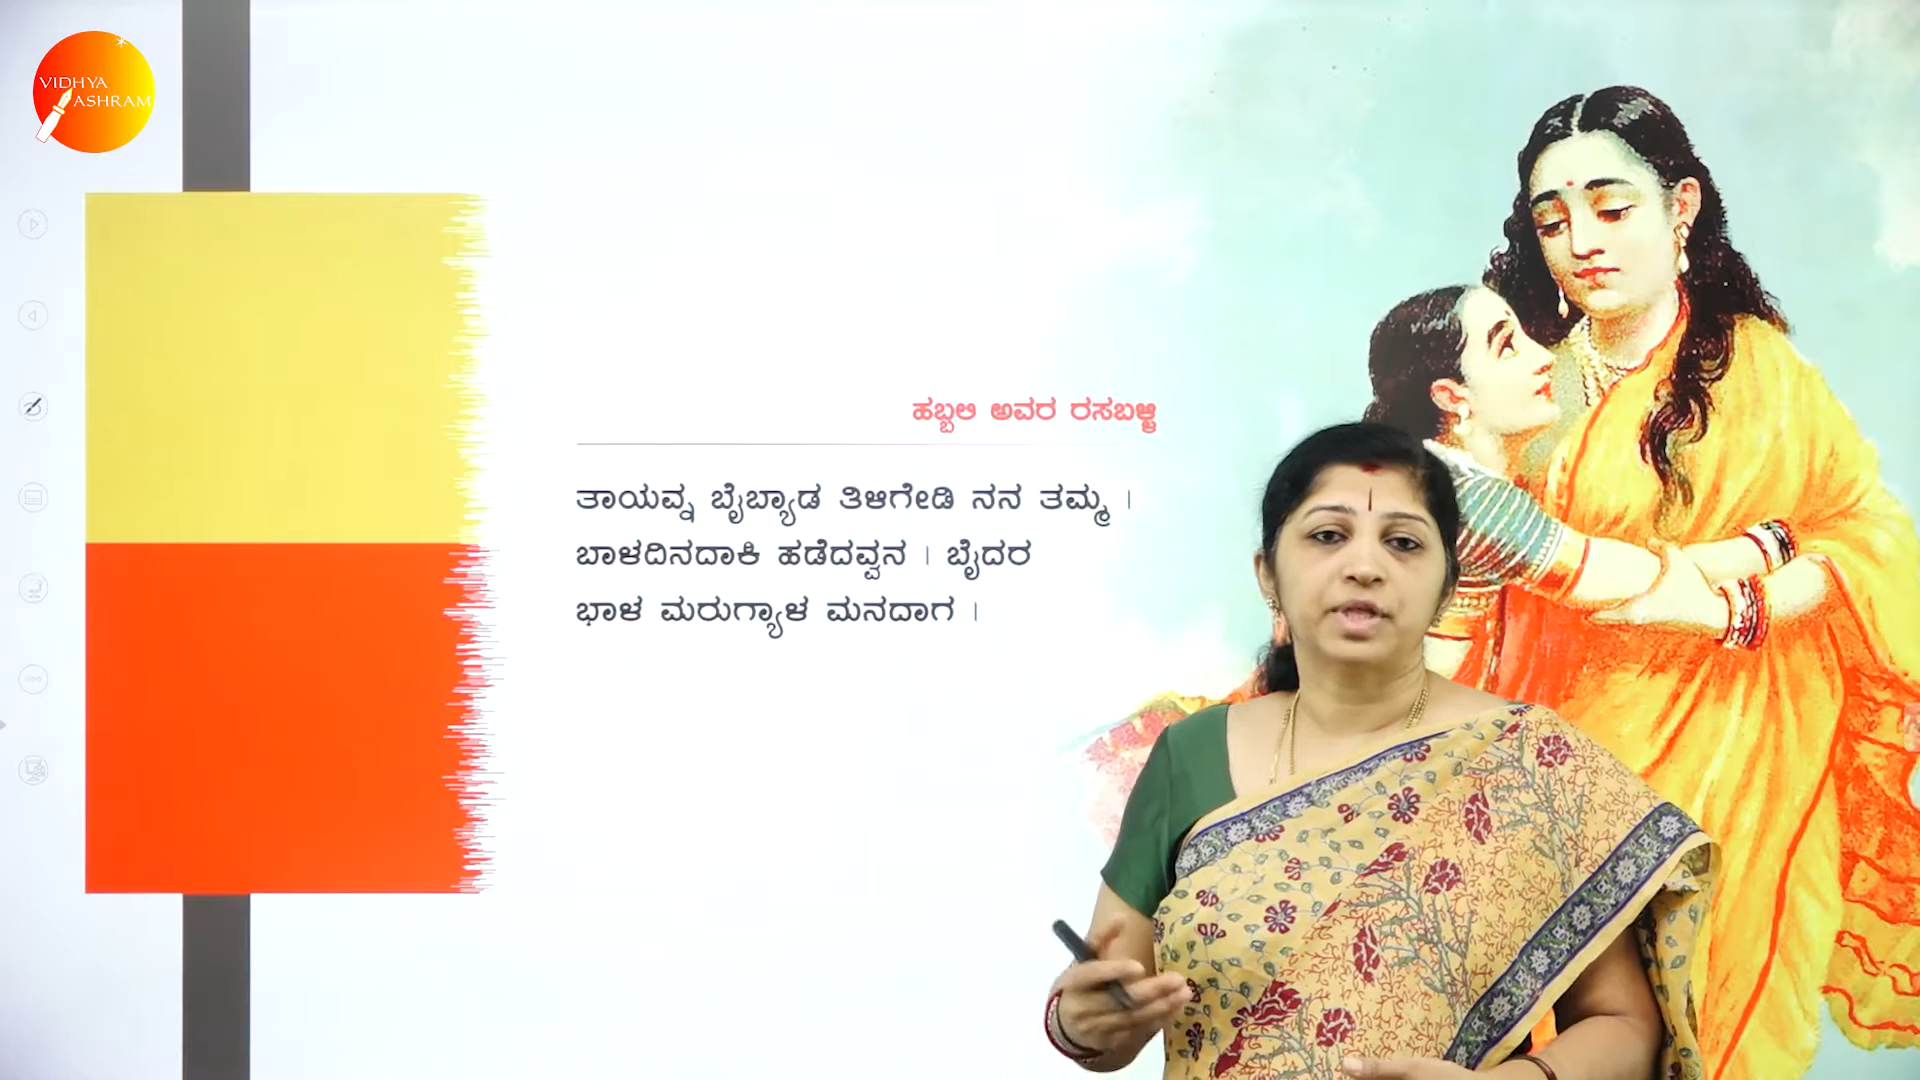 VIDHYA
ASHRAM
ಹಬ್ಬಲಿ ಅವರ ರಸಬಳ್ಳಿ
ತಾಯವ್ನ ಬೈಬ್ಯಾಡ ತಿಳಿಗೇಡಿ ನನ ತಮ್ಮ ।
ಬಾಳದಿನದಾಕಿ ಹಡೆದವ್ವನ । ಬೈದರ
ಭಾಳ ಮರುಗ್ಯಾಳ ಮನದಾಗ ।